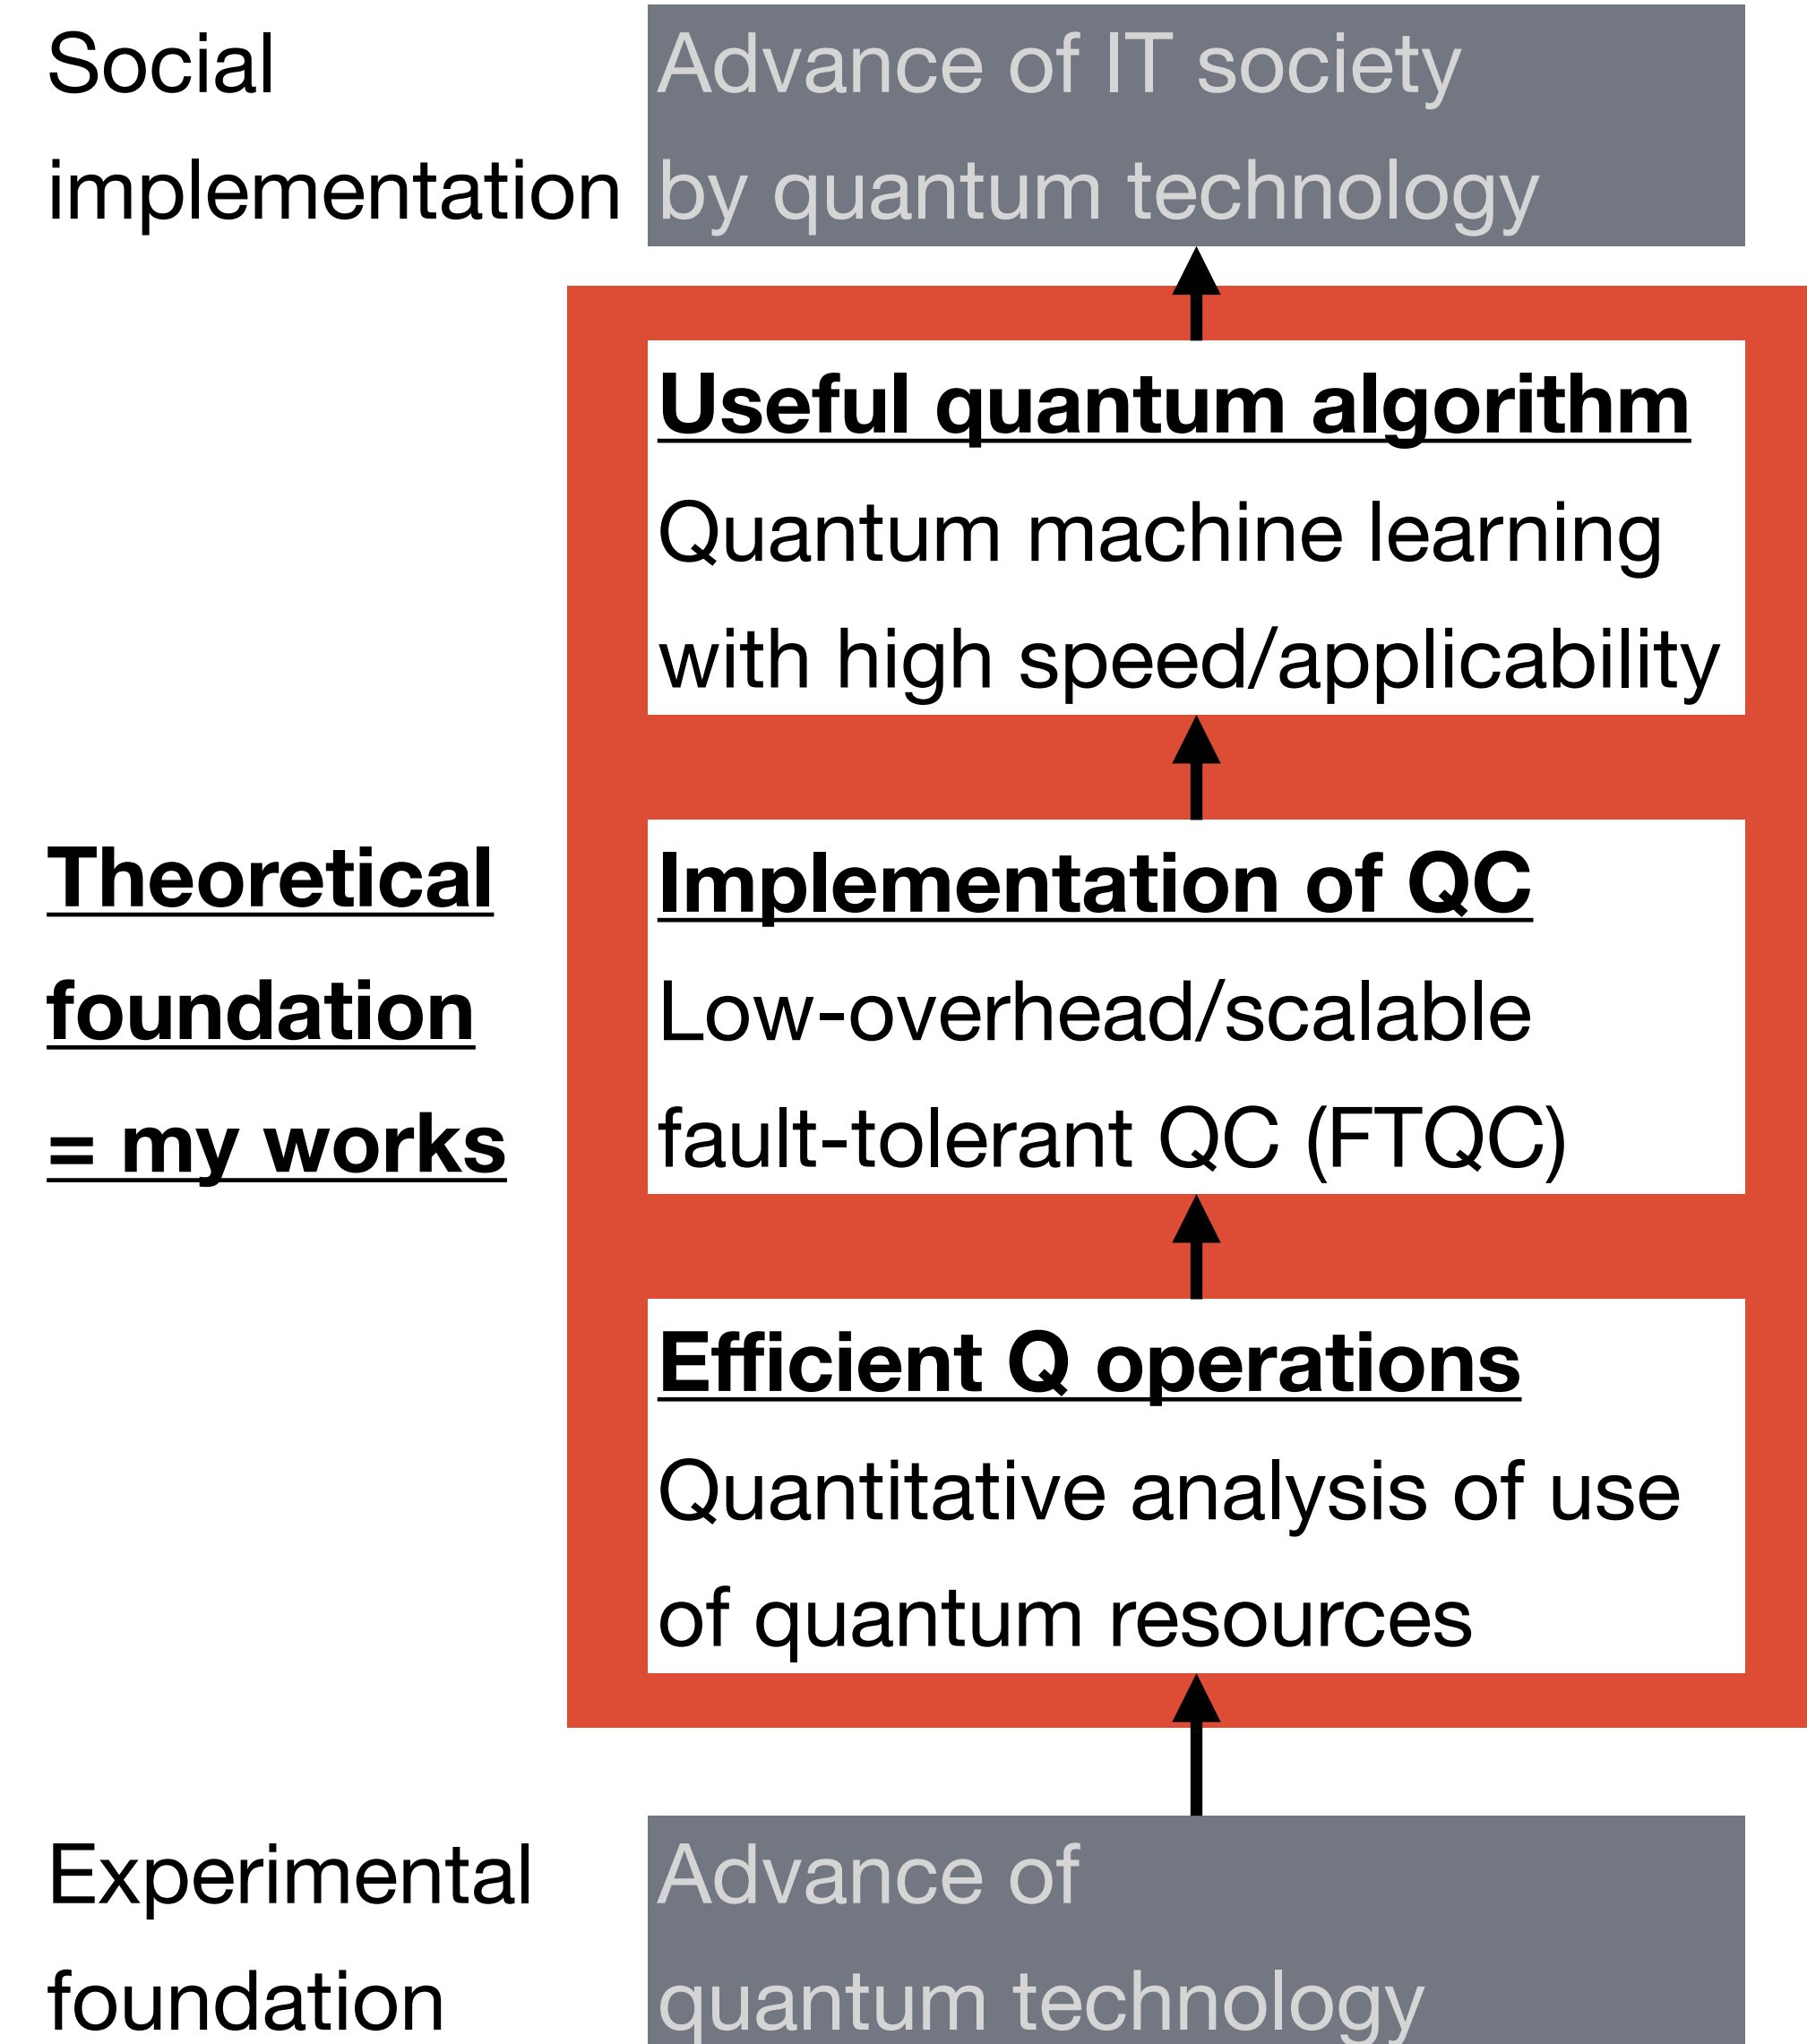 Social
implementation
Advance of IT society
by quantum technology
Useful quantum algorithm
Quantum machine learning
with high speed/applicability
Theoretical
foundation
= my works
Implementation of QC
Low-overhead/scalable
fault-tolerant QC (FTQC)
Efficient Q operations
Quantitative analysis of use
of quantum resources
Experimental
foundation
Advance of
quantum technology